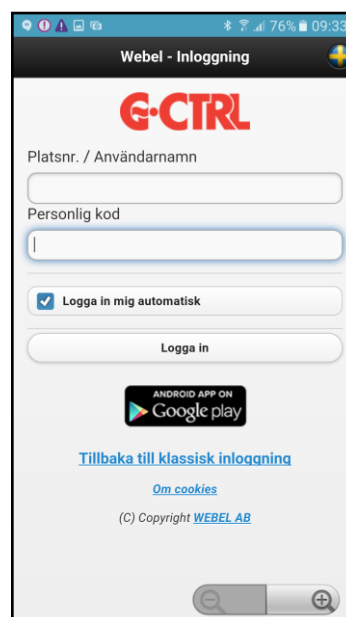 76% 09:33
Webel - Inloggning
G-CTRL
Platsnr. / Användarnamn
Personlig kod
Logga in mig automatisk
Logga in
ANDROID APP ON
Google play
Tillbaka till klassisk inloggning
Om cookies
(C) Copyright WEBEL AB